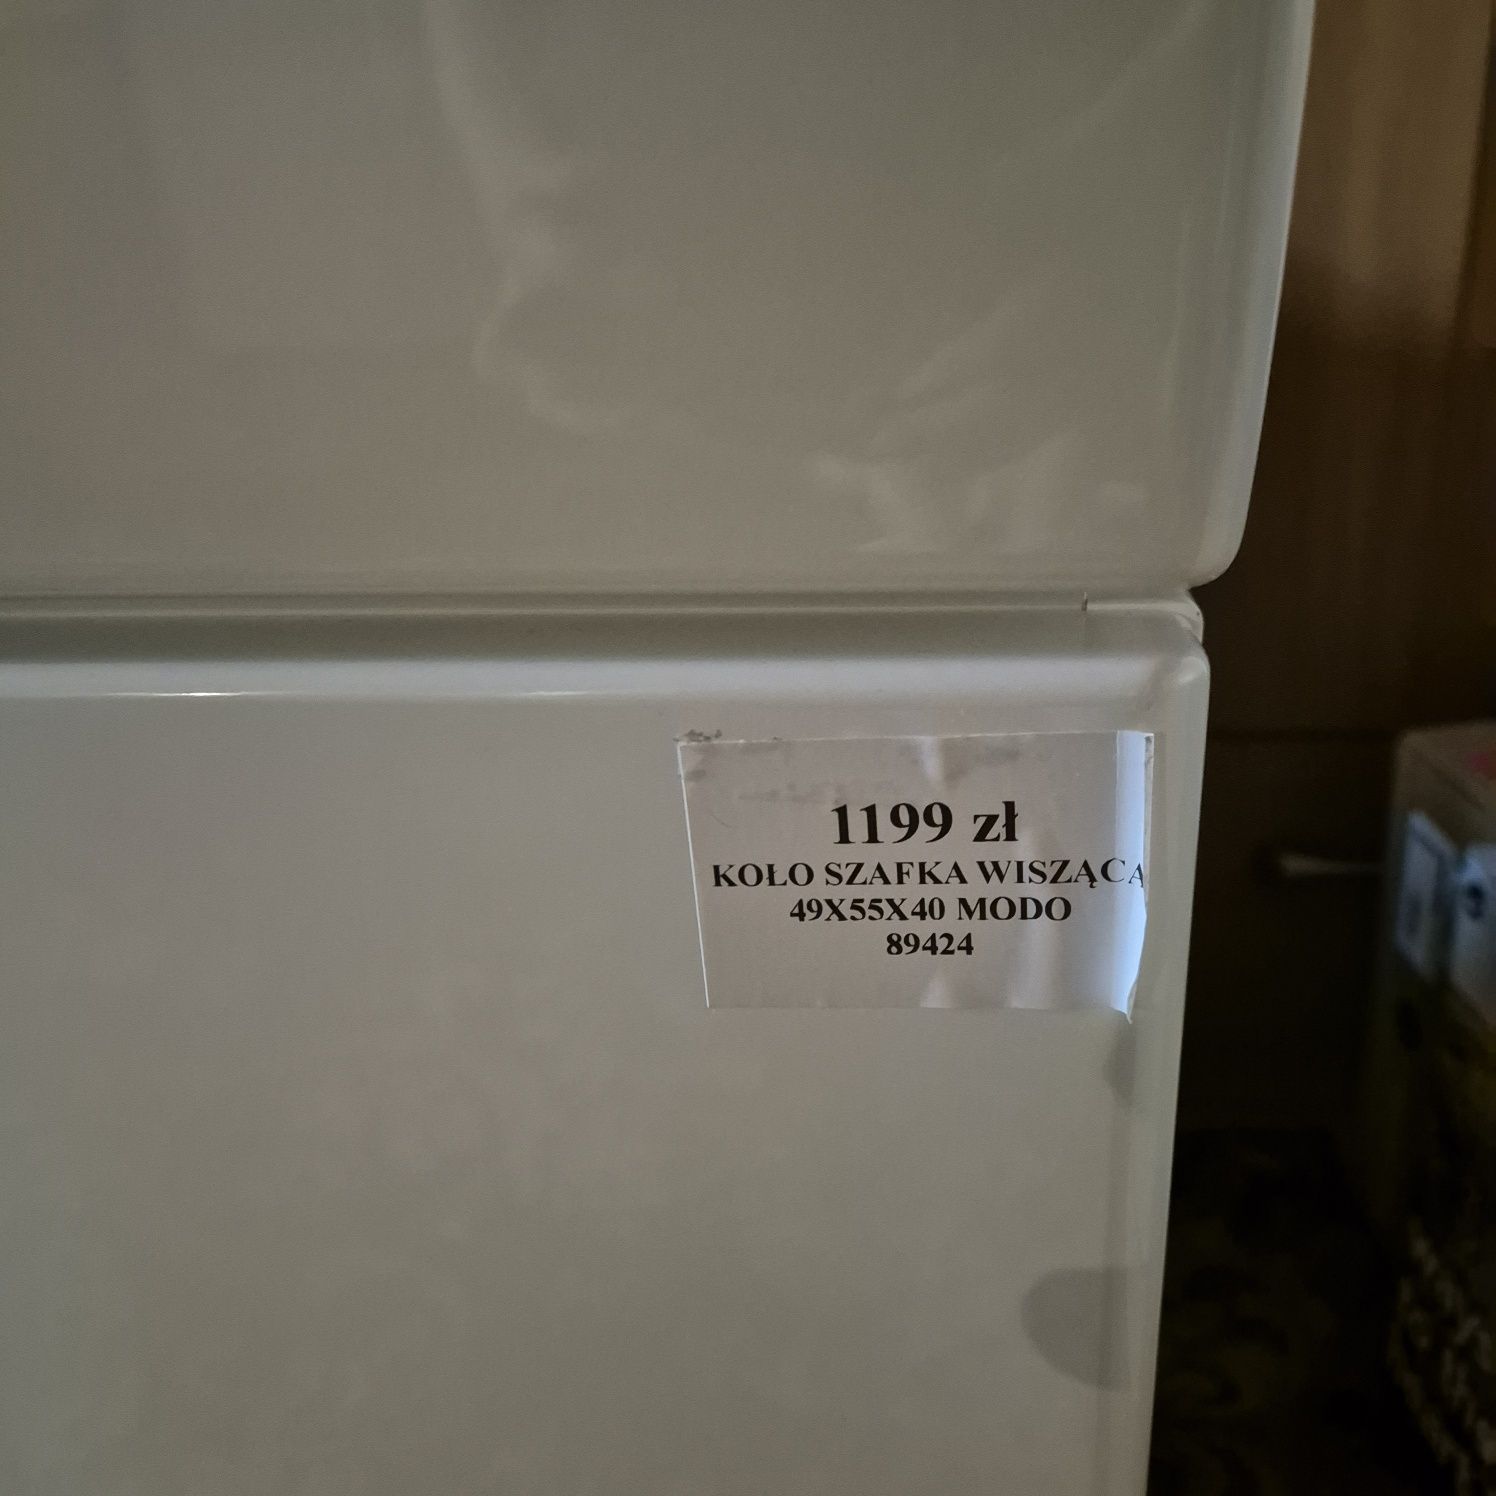 1199 zł
KOŁO SZAFKA WISZĄCA
49X55X40 MODO
89424